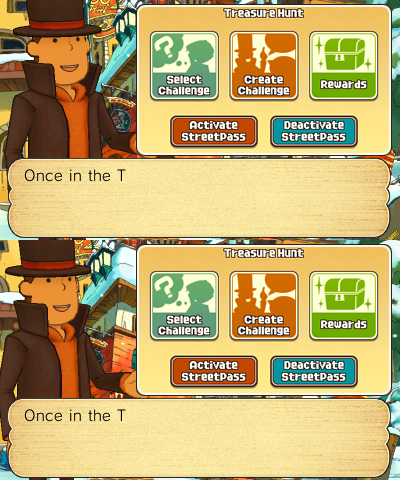 Treasure Hunt
Select
Challenge
Create
Challenge
Rewards
Activate
StreetPass
Deactivate
StreetPass
Once in the T
Treasure Hunt
Select
Challenge
Create
Challenge
Rewards
Activate
StreetPass
Deactivate
StreetPass
Once in the T